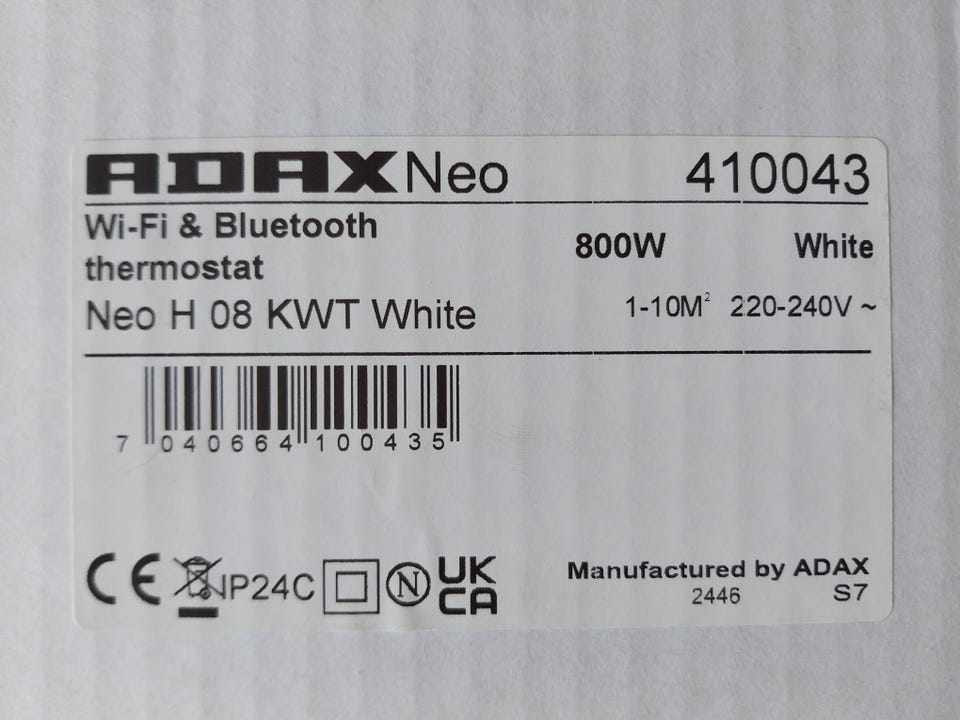 ADAX Neo 410043
Wi-Fi & Bluetooth
thermostat
800W White
Neo H 08 KWT White
1-10M² 220-240V ~
7 040664 100435
CE IP24C N UK
CA
Manufactured by ADAX
2446 S7